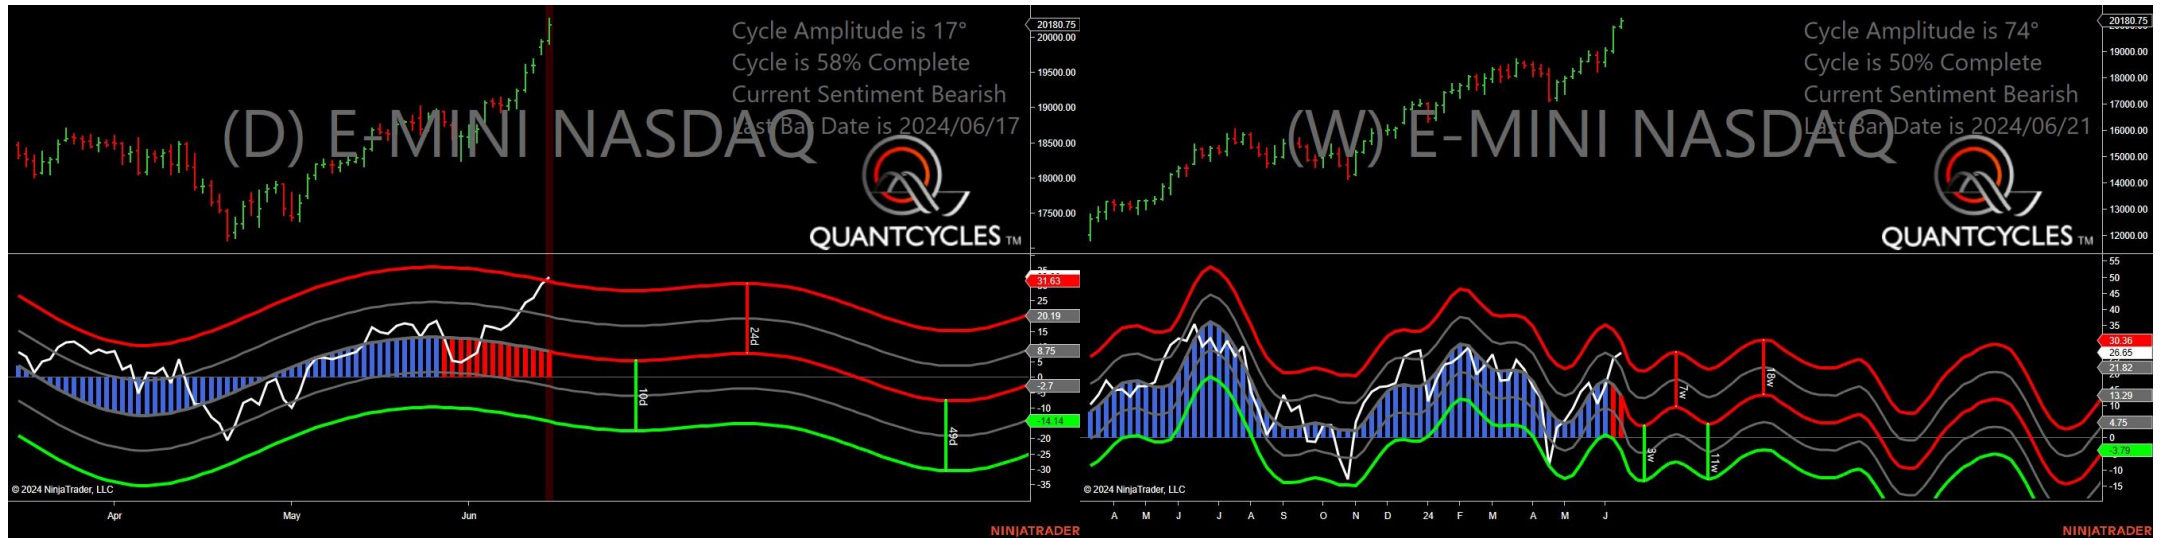 Cycle Amplitude is 17°
Cycle is 58% Complete
Current Sentiment Bearish
Last Bar Date is 2024/06/17
(D) E-MINI NASDAQ
QUANTCYCLES TM
20180.75
20000.00
19500.00
19000.00
18500.00
18000.00
17500.00
31.63
25
20.19
15
8.75
5
0
-2.7
-5
-10
-14.14
-20
-25
-30
-35
10d
24d
49d
© 2024 NinjaTrader, LLC
Apr
May
Jun
NINJATRADER
Cycle Amplitude is 74°
Cycle is 50% Complete
Current Sentiment Bearish
Last Bar Date is 2024/06/21
(W) E-MINI NASDAQ
QUANTCYCLES TM
20180.75
19000.00
18000.00
17000.00
16000.00
15000.00
14000.00
13000.00
12000.00
55
50
45
40
35
30.36
26.65
21.82
13.29
10
4.75
0
-3.79
-10
-15
3w
7w
11w
18w
© 2024 NinjaTrader, LLC
A M J J A S O N D 24 F M A M J
NINJATRADER